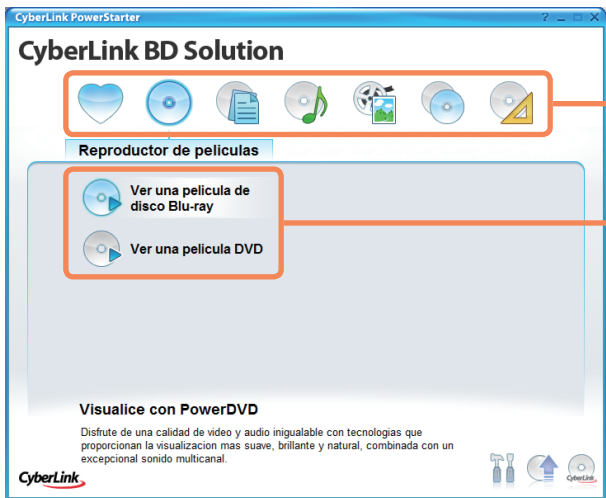 CyberLink PowerStarter
CyberLink BD Solution
Reproductor de peliculas
Ver una pelicula de
disco Blu-ray
Ver una pelicula DVD
Visualice con PowerDVD
Disfrute de una calidad de video y audio inigualable con tecnologias que
proporcionan la visualizacion mas suave, brillante y natural, combinada con un
excepcional sonido multicanal.
CyberLink
CyberLink